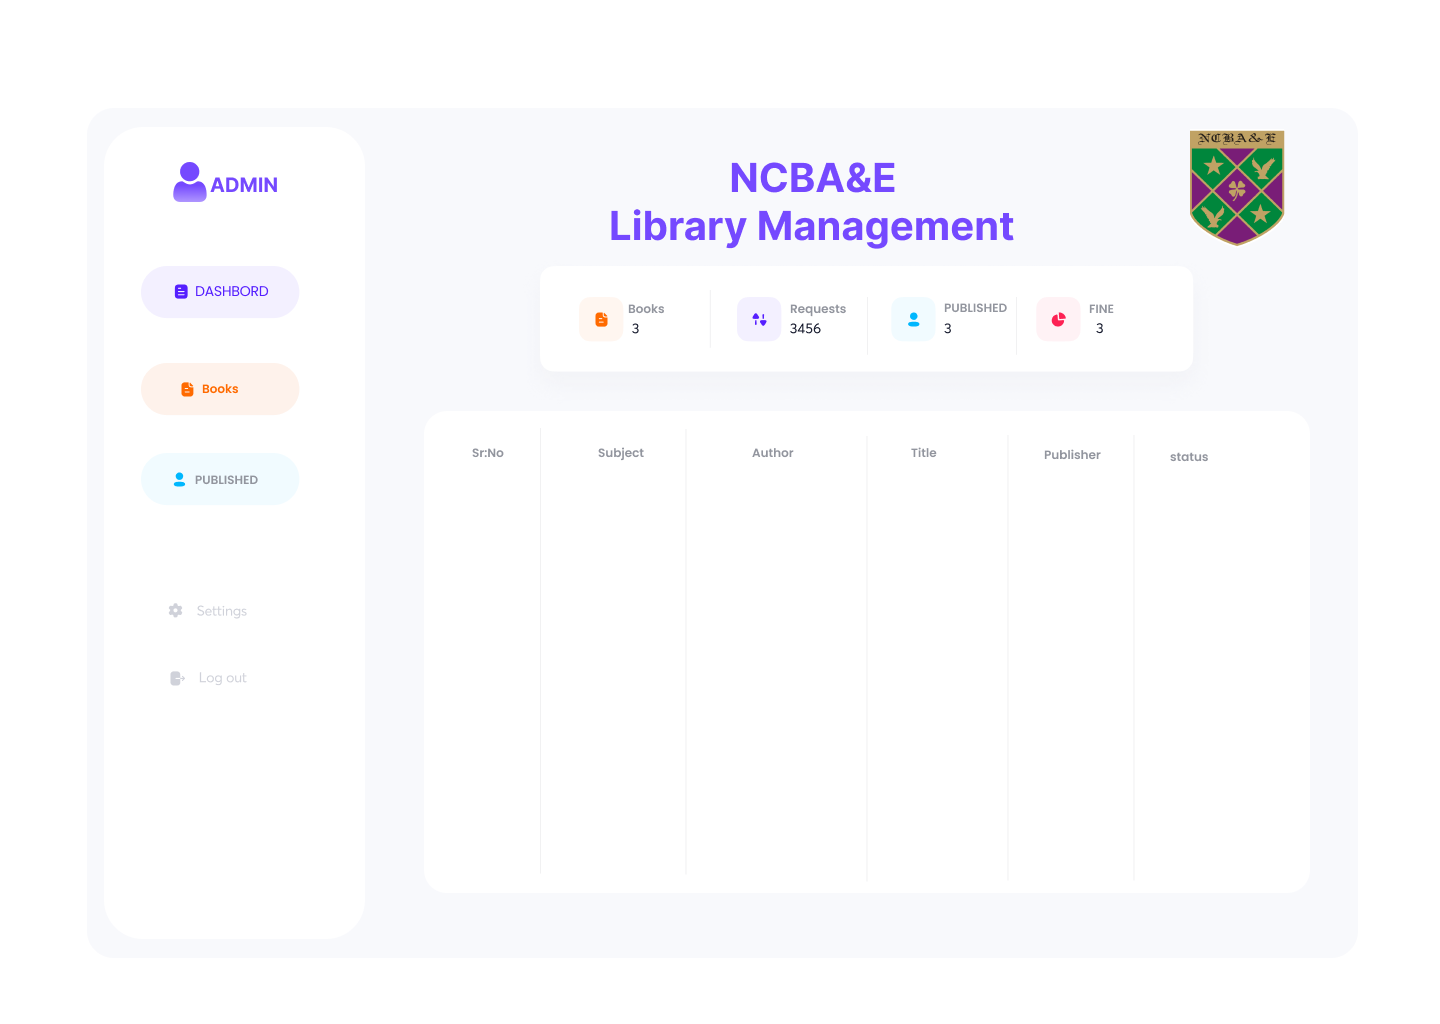 NCBA&E
ADMIN
NCBA&E
Library Management
DASHBORD
Books
PUBLISHED
Settings
Log out
Books
3
Requests
3456
PUBLISHED
3
FINE
3
Sr:No
Subject
Author
Title
Publisher
status